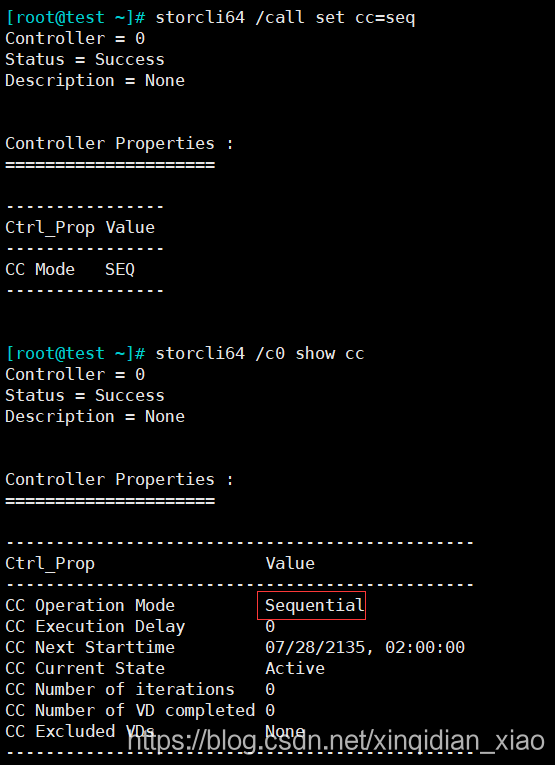 [root@test ~]# storcli64 /call set cc=seq
Controller = 0
Status = Success
Description = None
Controller Properties :
=====================
----------------
Ctrl_Prop Value
----------------
CC Mode   SEQ
----------------
[root@test ~]# storcli64 /c0 show cc
Controller = 0
Status = Success
Description = None
Controller Properties :
=====================
-----------------------------------------------
Ctrl_Prop                 Value
-----------------------------------------------
CC Operation Mode         Sequential
CC Execution Delay        0
CC Next Starttime         07/28/2135, 02:00:00
CC Current State          Active
CC Number of iterations   0
CC Number of VD completed 0
CC Excluded VDs           None
-----------------------------------------------
https://blog.csdn.net/xinqidian_xiao